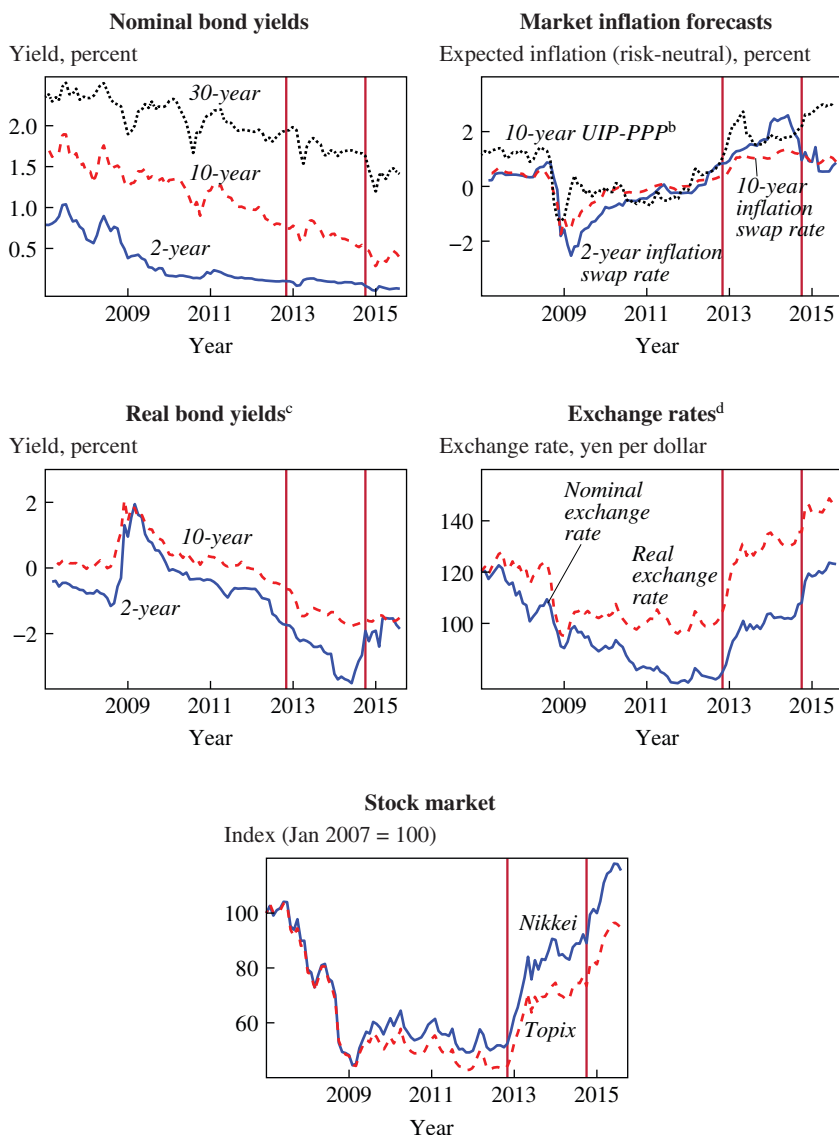 Nominal bond yields
Yield, percent
30-year
2.0
10-year
1.5
1.0
2-year
0.5
2009 2011 2013 2015
Year
Market inflation forecasts
Expected inflation (risk-neutral), percent
10-year UIP-PPPb
2
0
10-year
inflation
swap rate
−2
2-year inflation
swap rate
2009 2011 2013 2015
Year
Real bond yieldsc
Yield, percent
2
10-year
0
2-year
−2
2009 2011 2013 2015
Year
Exchange ratesd
Exchange rate, yen per dollar
Nominal
exchange
rate
140
120
Real
exchange
rate
100
2009 2011 2013 2015
Year
Stock market
Index (Jan 2007 = 100)
100
Nikkei
80
60
Topix
2009 2011 2013 2015
Year